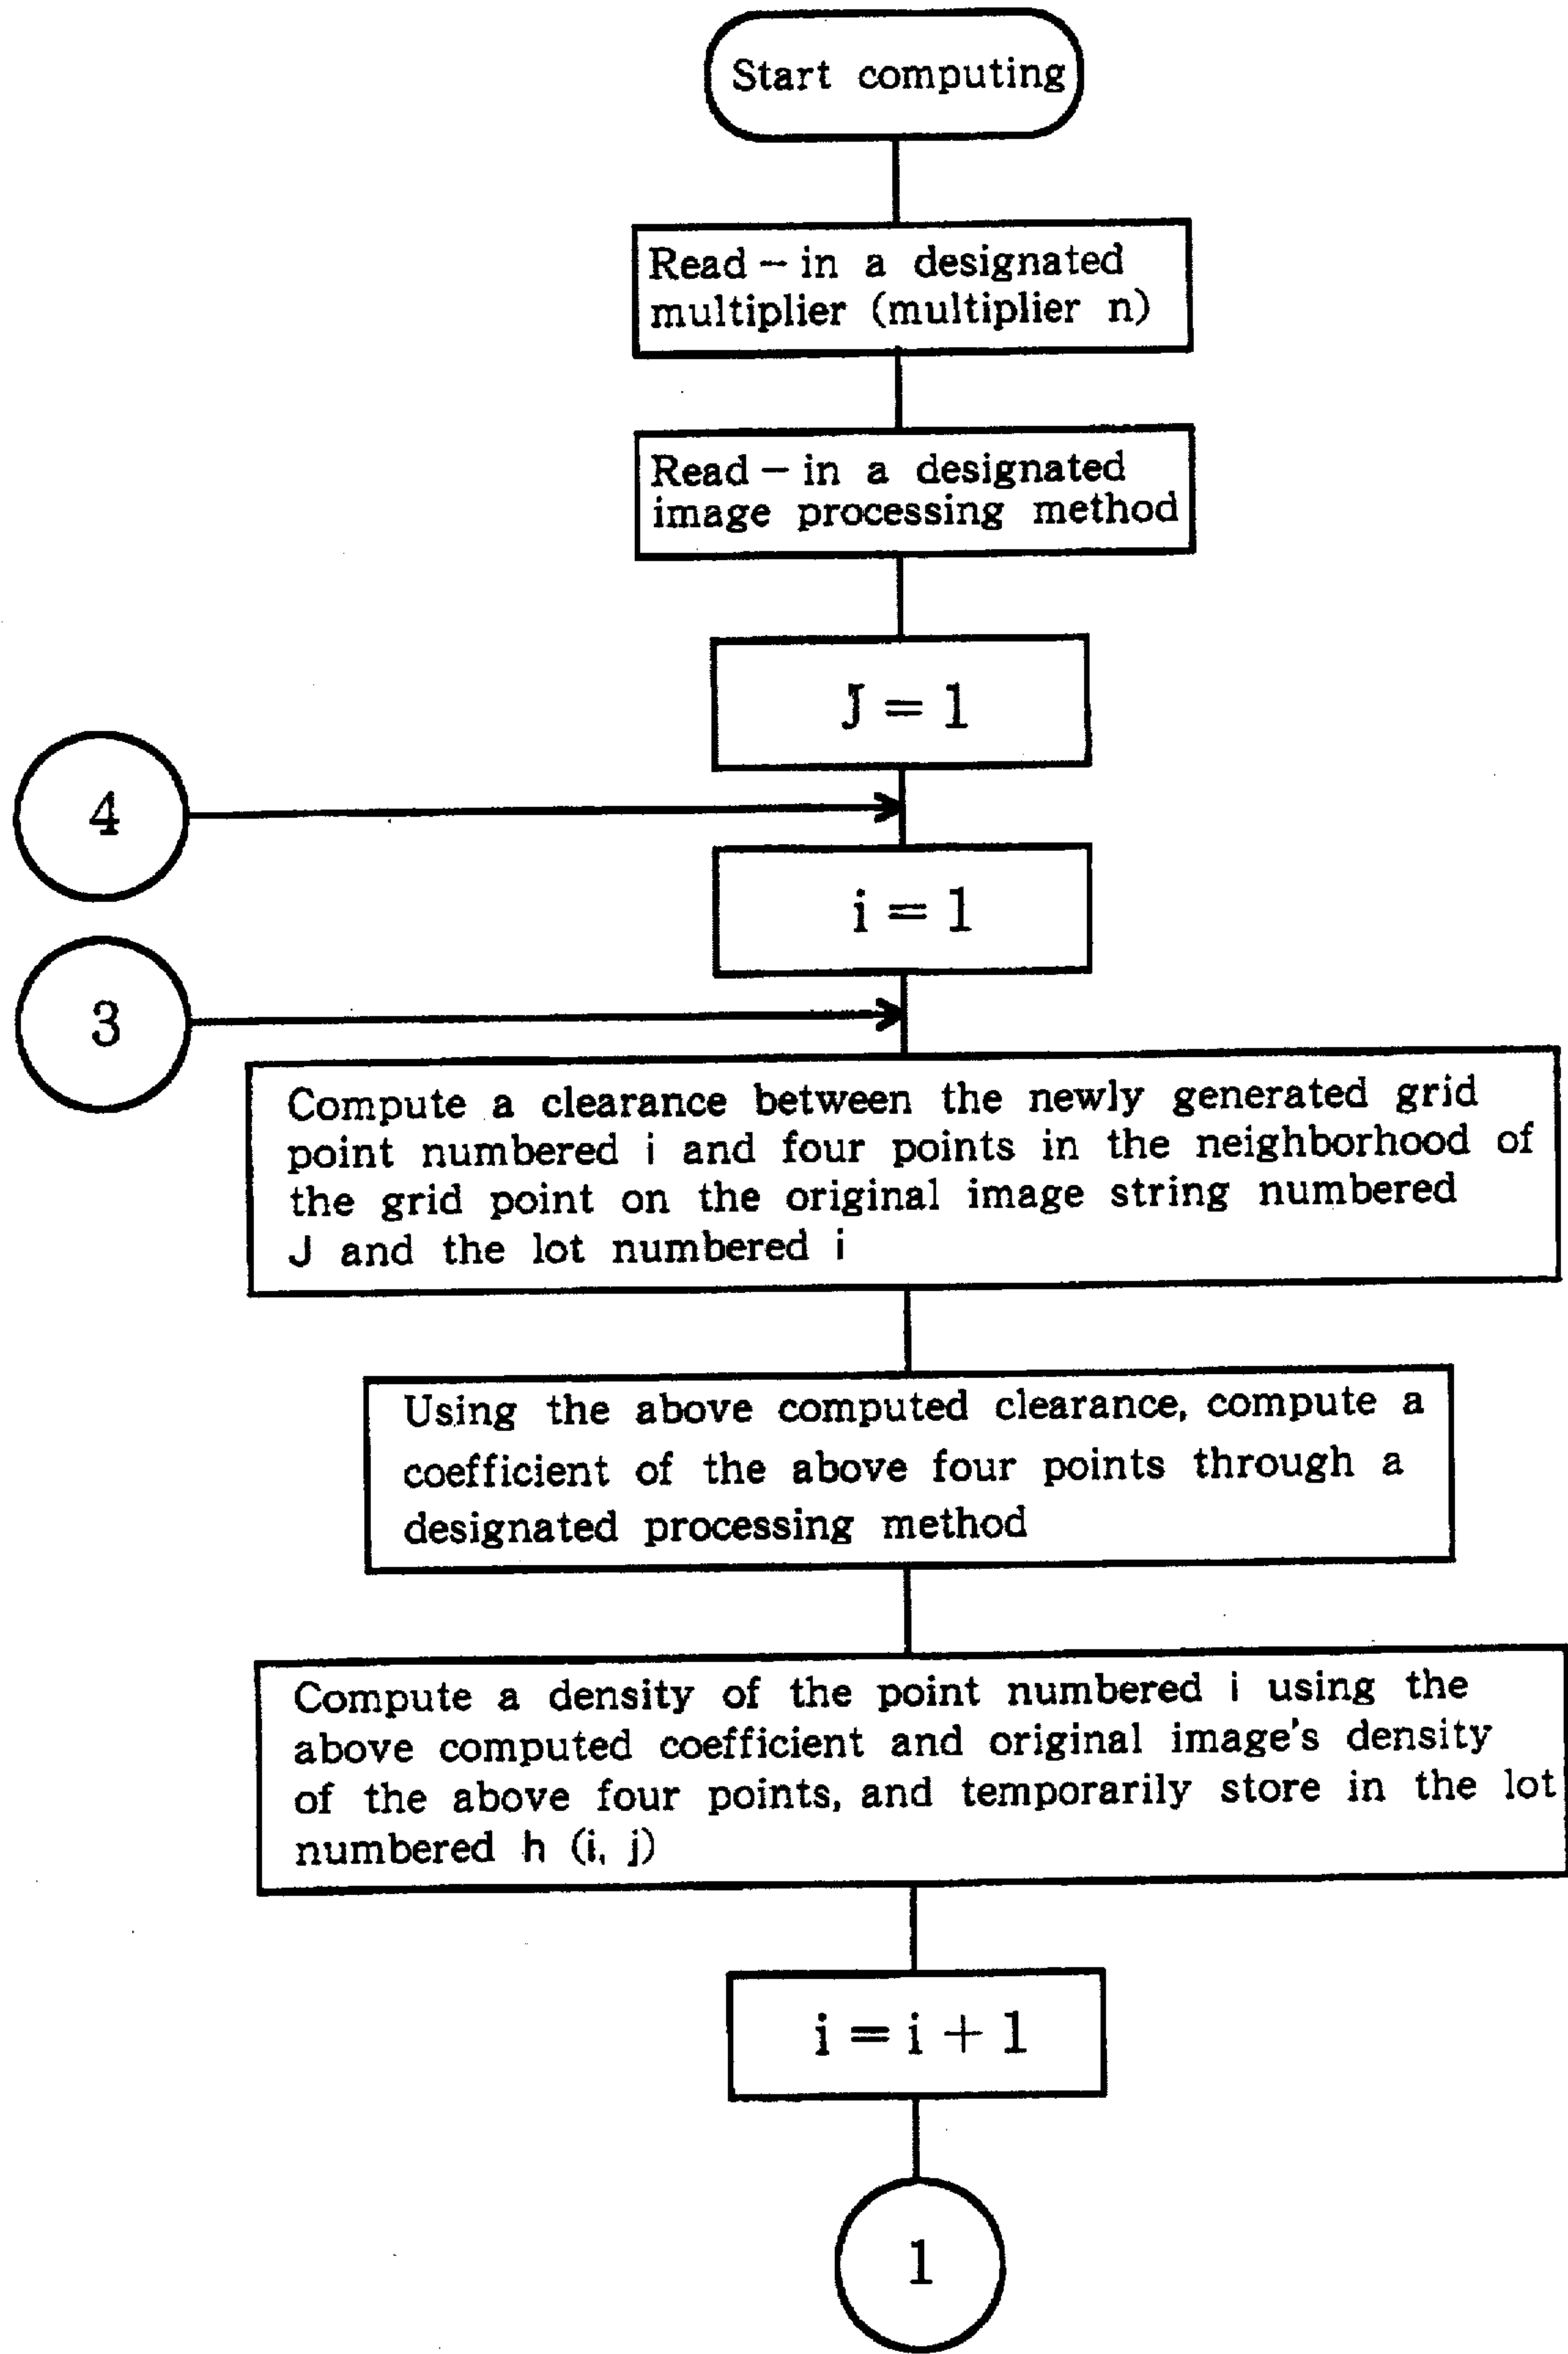 Start computing
Read - in a designated
multiplier (multiplier n)
Read - in a designated
image processing method
J = 1
4
i = 1
3
Compute a clearance between the newly generated grid
point numbered i and four points in the neighborhood of
the grid point on the original image string numbered
J and the lot numbered i
Using the above computed clearance, compute a
coefficient of the above four points through a
designated processing method
Compute a density of the point numbered i using the
above computed coefficient and original image's density
of the above four points, and temporarily store in the lot
numbered h (i, j)
i = i + 1
1